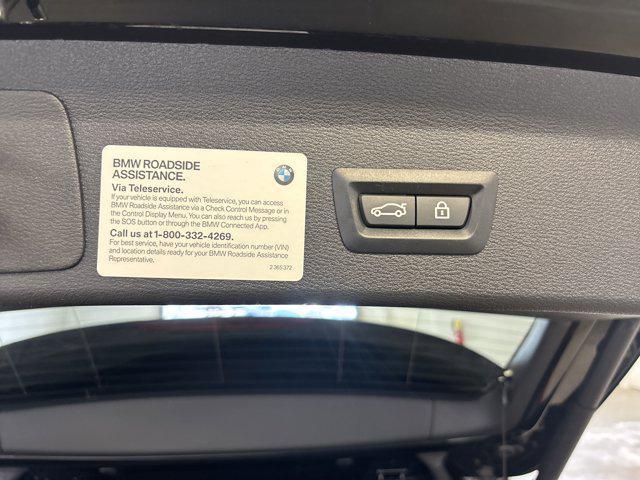 BMW ROADSIDE
ASSISTANCE.
Via Teleservice.
If your vehicle is equipped with Teleservice, you can access
BMW Roadside Assistance via a Check Control Message or in
the Control Display Menu. You can also reach us by pressing
the SOS button or through the BMW Connected App.
Call us at 1-800-332-4269.
For best service, have your vehicle identification number (VIN)
and location details ready for your BMW Roadside Assistance
Representative.
2 365 372